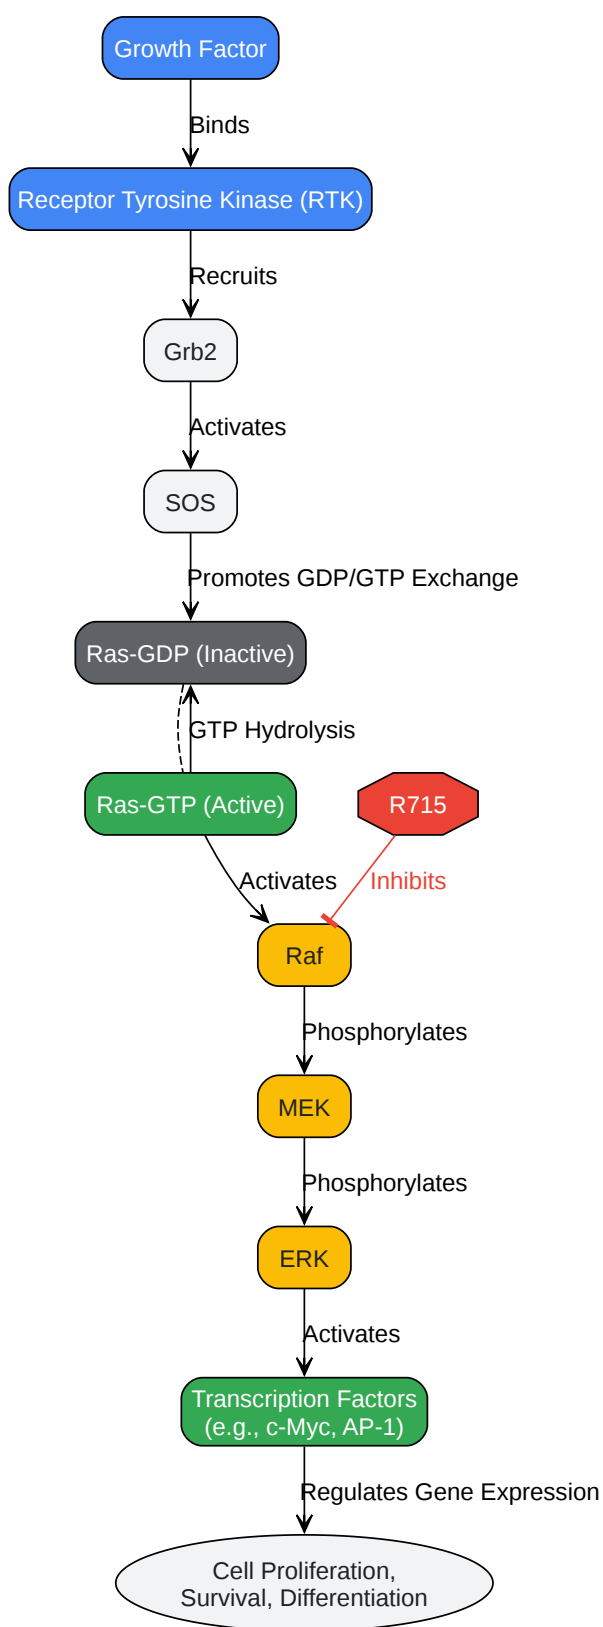 Growth Factor
Binds
Receptor Tyrosine Kinase (RTK)
Recruits
Grb2
Activates
SOS
Promotes GDP/GTP Exchange
Ras-GDP (Inactive)
GTP Hydrolysis
Ras-GTP (Active)
R715
Activates
Inhibits
Raf
Phosphorylates
MEK
Phosphorylates
ERK
Activates
Transcription Factors
(e.g., c-Myc, AP-1)
Regulates Gene Expression
Cell Proliferation,
Survival, Differentiation